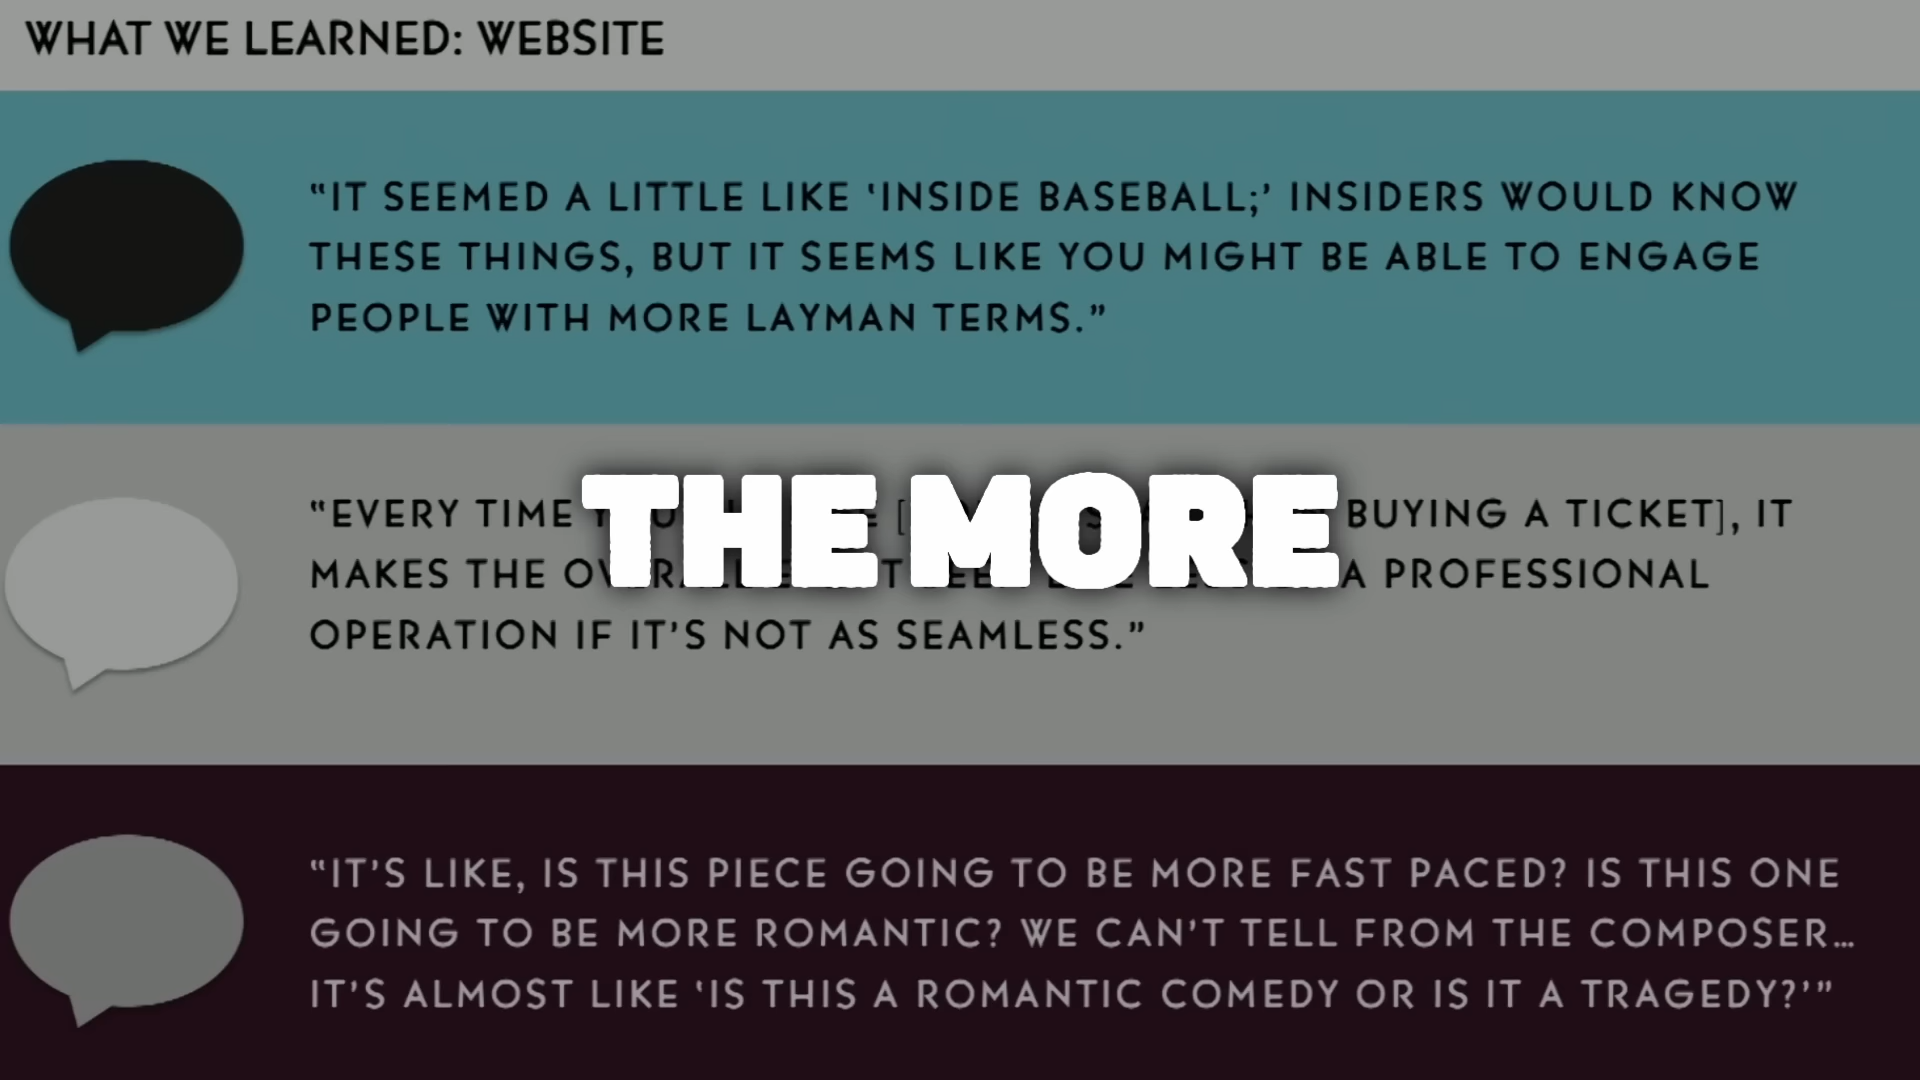 WHAT WE LEARNED: WEBSITE
“IT SEEMED A LITTLE LIKE ‘INSIDE BASEBALL;’ INSIDERS WOULD KNOW
THESE THINGS, BUT IT SEEMS LIKE YOU MIGHT BE ABLE TO ENGAGE
PEOPLE WITH MORE LAYMAN TERMS.”
THE MORE
“EVERY TIME BUYING A TICKET], IT
MAKES THE A PROFESSIONAL
OPERATION IF IT’S NOT AS SEAMLESS.”
“IT’S LIKE, IS THIS PIECE GOING TO BE MORE FAST PACED? IS THIS ONE
GOING TO BE MORE ROMANTIC? WE CAN’T TELL FROM THE COMPOSER…
IT’S ALMOST LIKE ‘IS THIS A ROMANTIC COMEDY OR IS IT A TRAGEDY?’”